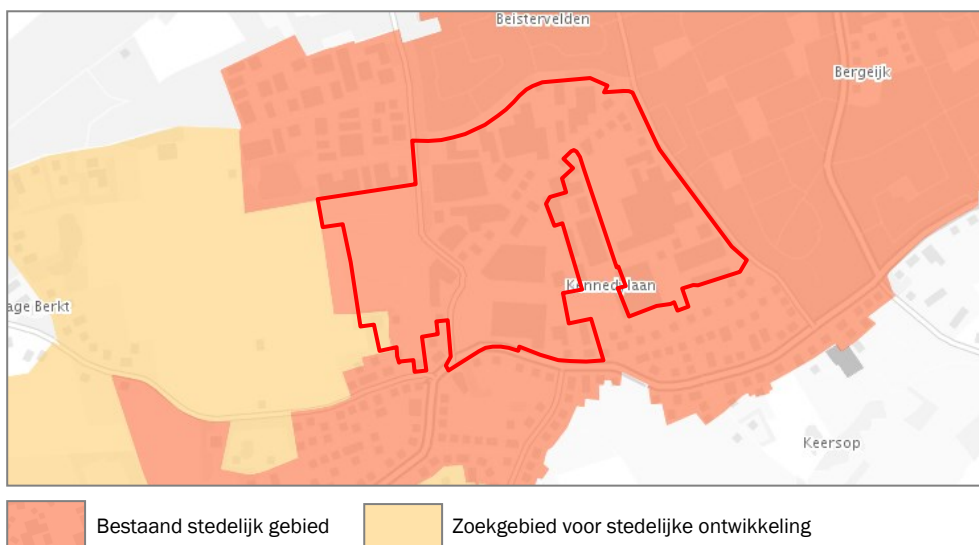 Beistervelden
Bergeijk
age Berkt
Kennedylaan
Keersop
Bestaand stedelijk gebied
Zoekgebied voor stedelijke ontwikkeling